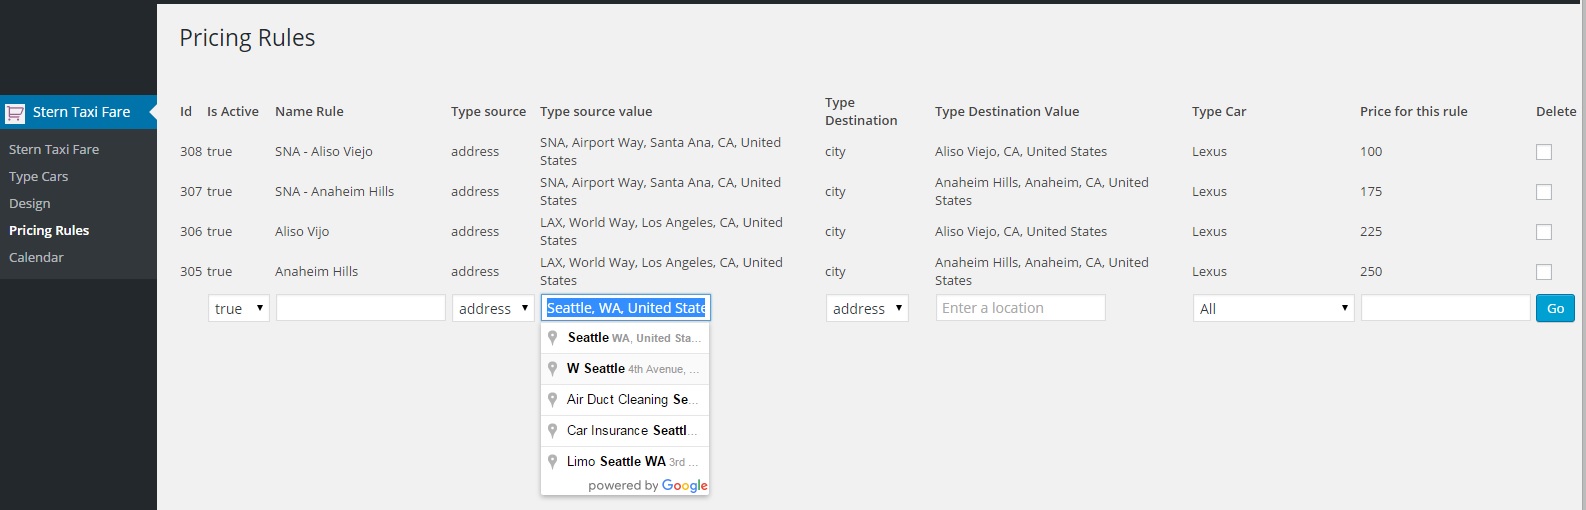 Pricing Rules
Stern Taxi Fare
Stern Taxi Fare
Type Cars
Design
Pricing Rules
Calendar
Id Is Active Name Rule Type source Type source value Type Destination Type Destination Value Type Car Price for this rule Delete
308 true SNA - Aliso Viejo address SNA, Airport Way, Santa Ana, CA, United States city Aliso Viejo, CA, United States Lexus 100
307 true SNA - Anaheim Hills address SNA, Airport Way, Santa Ana, CA, United States city Anaheim Hills, Anaheim, CA, United States Lexus 175
306 true Aliso Vijo address LAX, World Way, Los Angeles, CA, United States city Aliso Viejo, CA, United States Lexus 225
305 true Anaheim Hills address LAX, World Way, Los Angeles, CA, United States city Anaheim Hills, Anaheim, CA, United States Lexus 250
true address Seattle, WA, United State address Enter a location All Go
Seattle WA, United Sta...
W Seattle 4th Avenue, ...
Air Duct Cleaning Se...
Car Insurance Seattl...
Limo Seattle WA 3rd ...
powered by Google